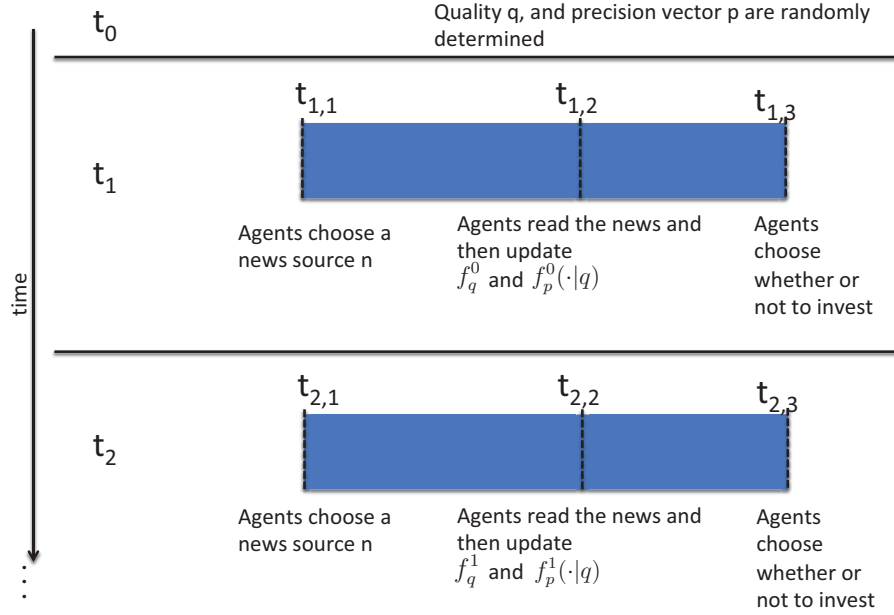 t₀
Quality q, and precision vector p are randomly
determined
t₁,₁
t₁,₂
t₁,₃
t₁
Agents choose a
news source n
Agents read the news and
then update
f_q^0 and f_p^0(·|q)
Agents
choose
whether or
not to invest
time
t₂,₁
t₂,₂
t₂,₃
t₂
Agents choose a
news source n
Agents read the news and
then update
f_q^1 and f_p^1(·|q)
Agents
choose
whether or
not to invest
⋮